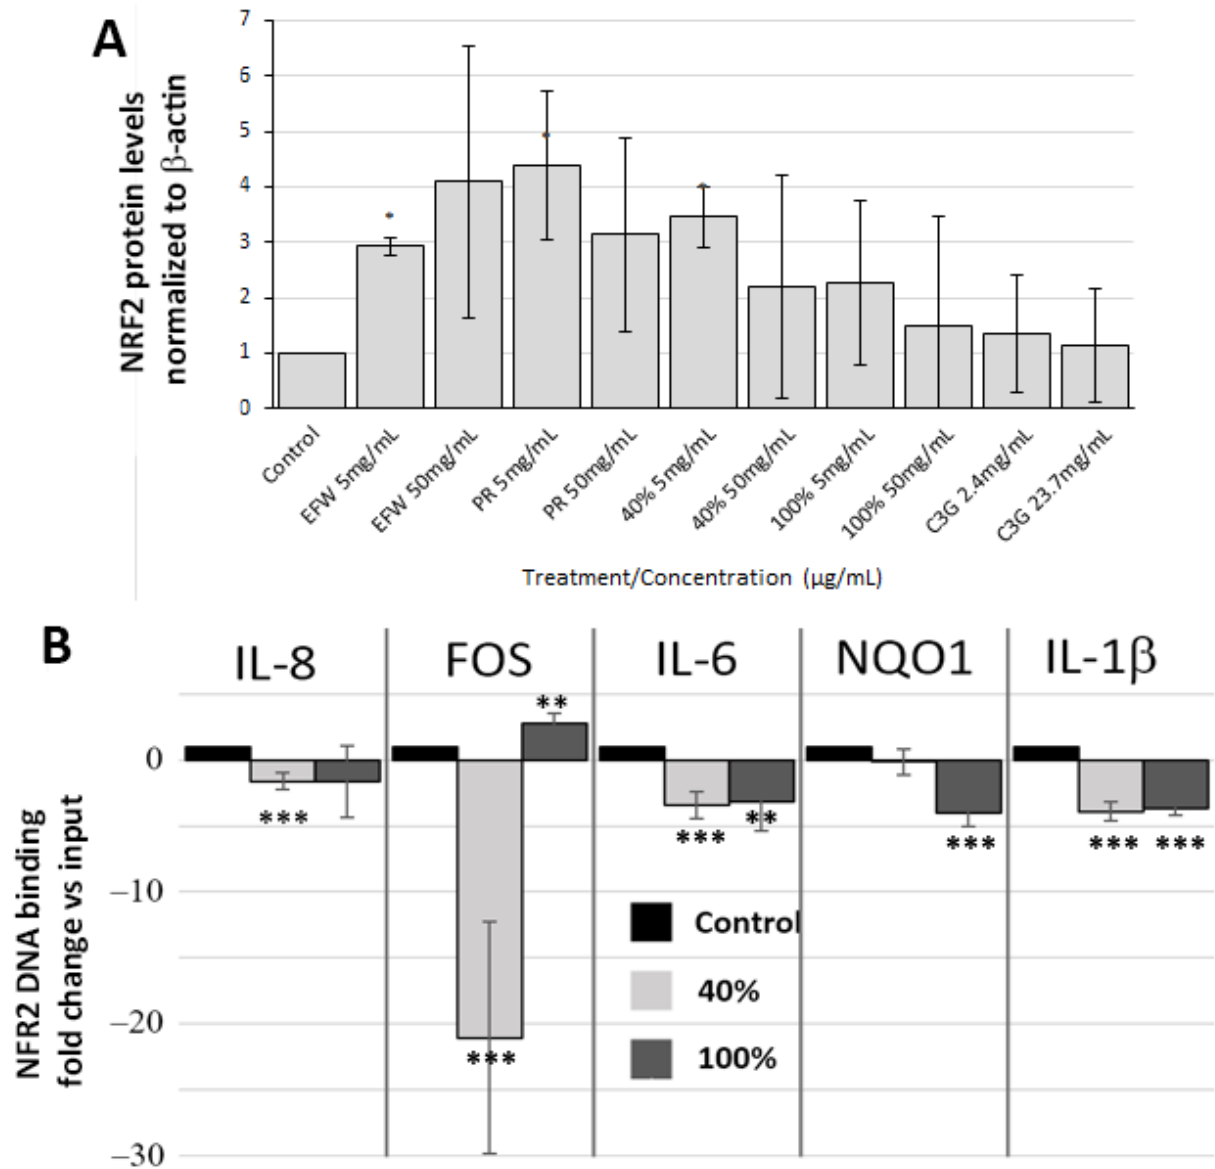 A
NRF2 protein levels
normalized to β-actin
7
6
5
4
3
2
1
0
*
*
*
Control
EFW 5mg/mL
EFW 50mg/mL
PR 5mg/mL
PR 50mg/mL
40% 5mg/mL
40% 50mg/mL
100% 5mg/mL
100% 50mg/mL
C3G 2.4mg/mL
C3G 23.7mg/mL
Treatment/Concentration (µg/mL)
B
IL-8 FOS IL-6 NQO1 IL-1β
NFR2 DNA binding
fold change vs input
0
−10
−20
−30
***
***
**
***
**
***
***
***
Control
40%
100%